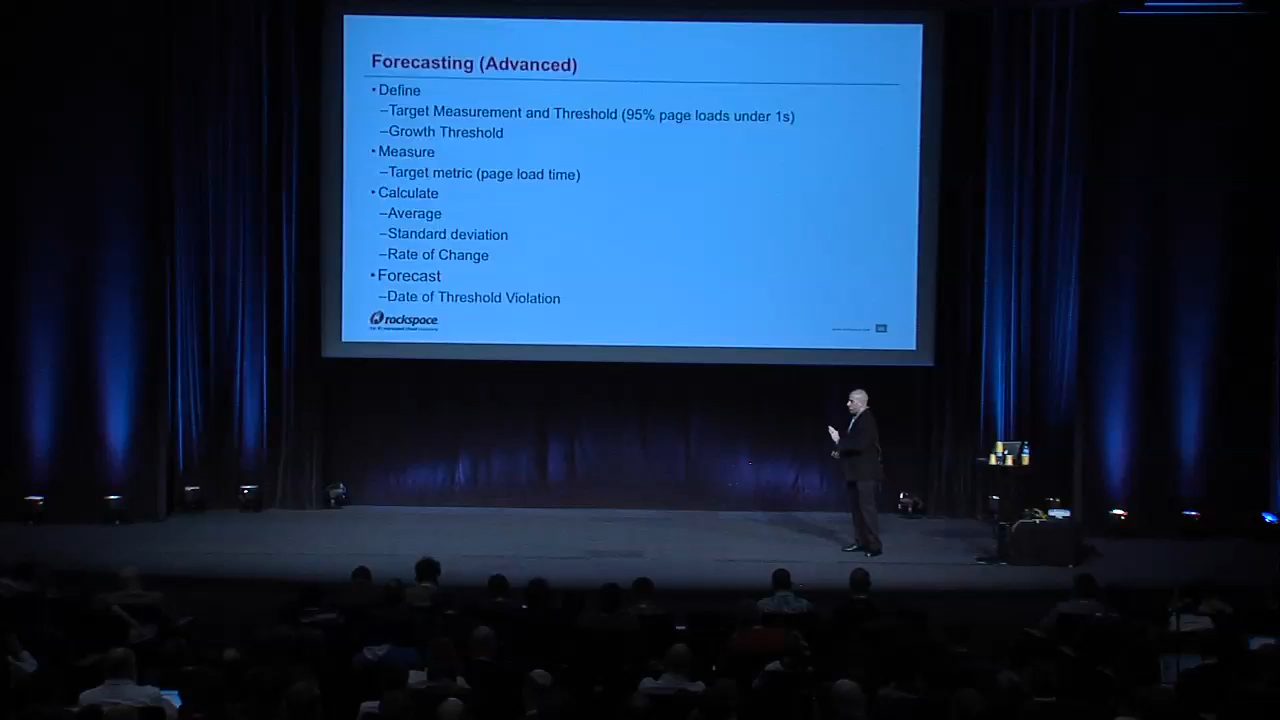 Forecasting (Advanced)
•Define
–Target Measurement and Threshold (95% page loads under 1s)
–Growth Threshold
•Measure
–Target metric (page load time)
•Calculate
–Average
–Standard deviation
–Rate of Change
•Forecast
–Date of Threshold Violation
rockspace